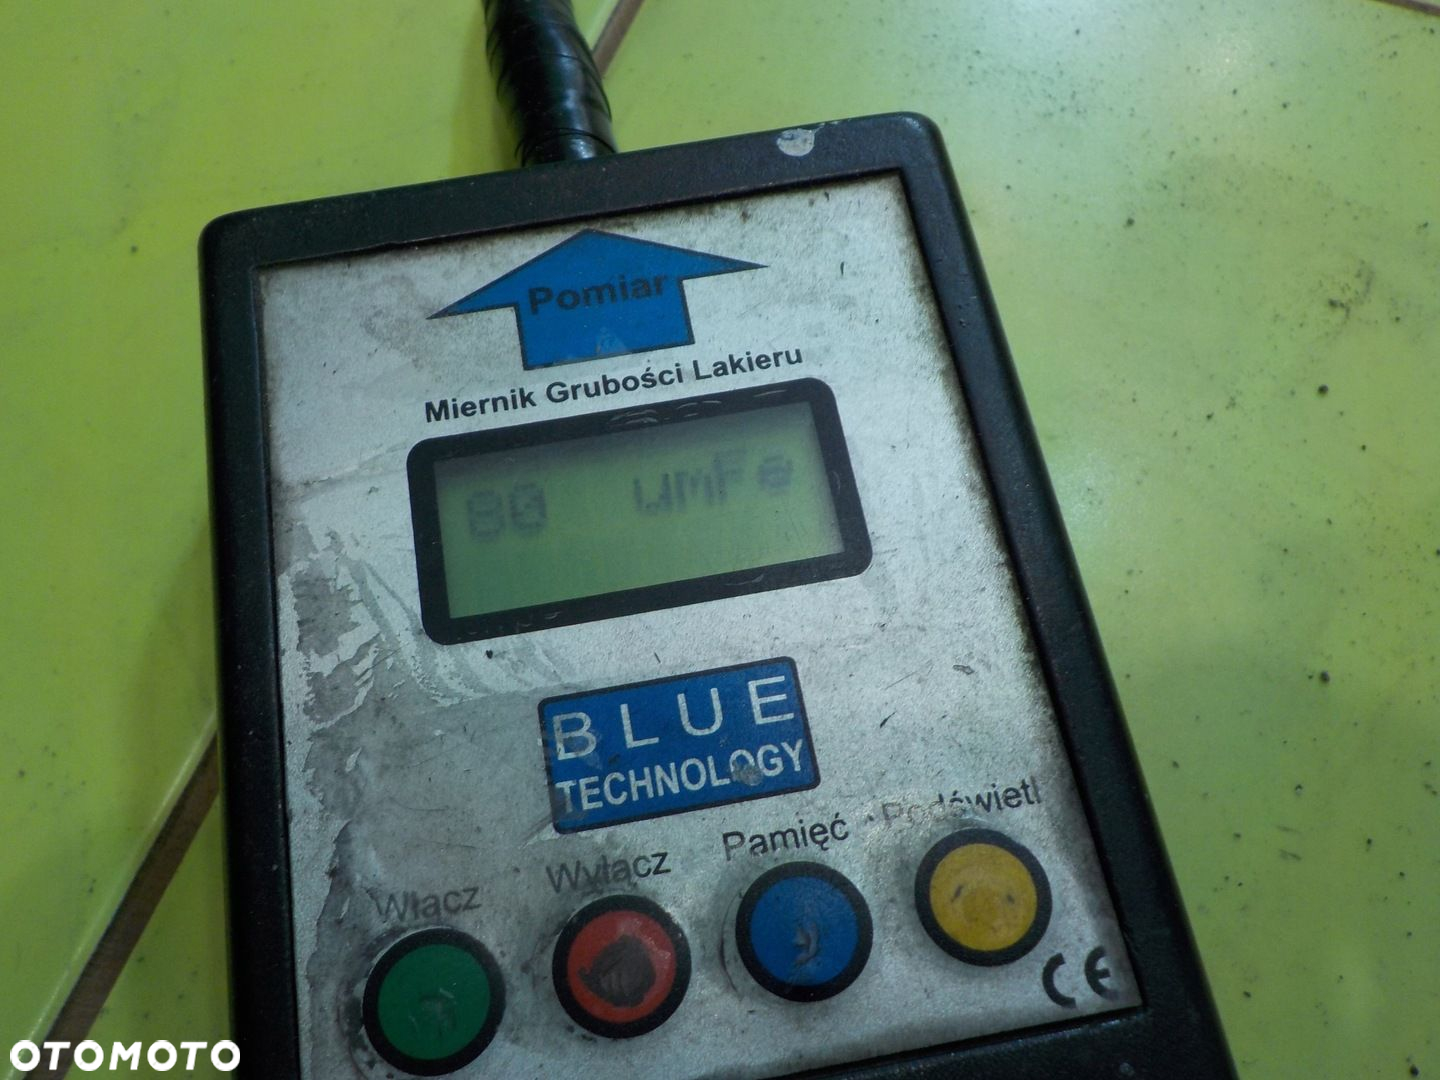 Pomiar
Miernik Grubości Lakieru
80 µmFe
BLUE
TECHNOLOGY
Włącz Wyłącz Pamięć Podświetl
CE
OTOMOTO